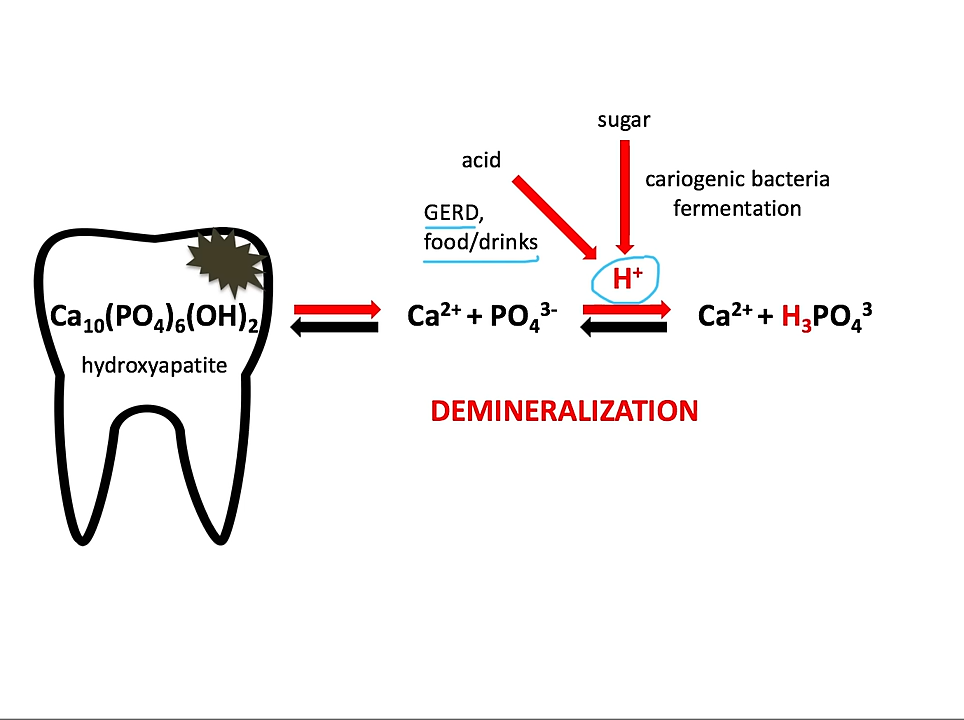 sugar
acid
cariogenic bacteria
fermentation
GERD,
food/drinks
H⁺
Ca₁₀(PO₄)₆(OH)₂
Ca²⁺ + PO₄³⁻
Ca²⁺ + H₃PO₄³
hydroxyapatite
DEMINERALIZATION